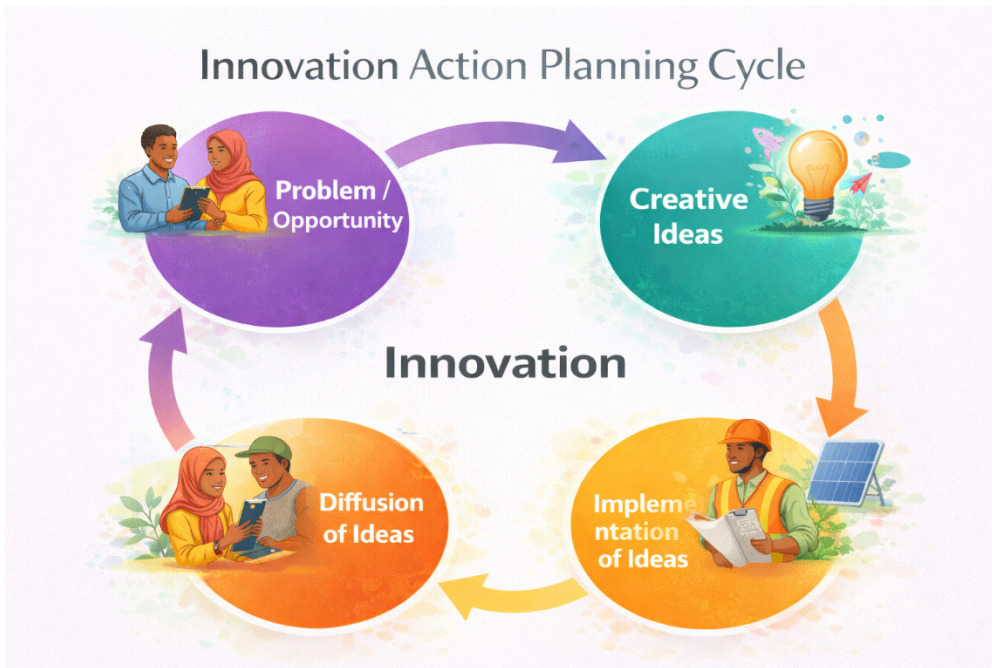 Innovation Action Planning Cycle
Problem /
Opportunity
Creative
Ideas
Innovation
Diffusion
of Ideas
Impleme
ntation
of Ideas